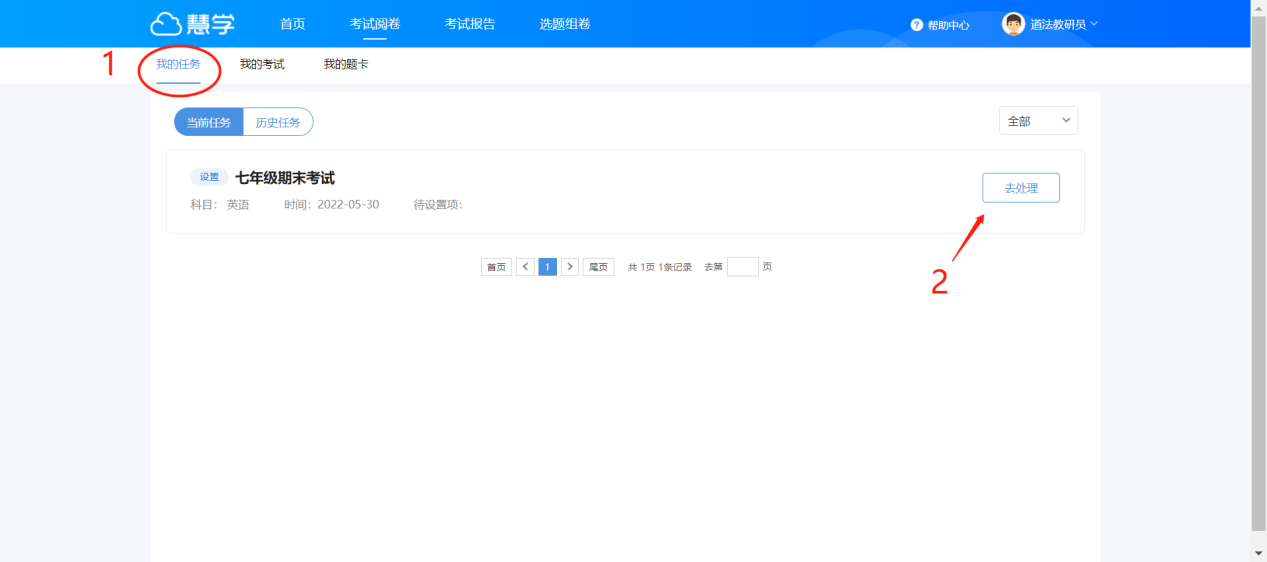 慧学 首页 考试阅卷 考试报告 选题组卷 ? 帮助中心 道法教研员
1 我的任务 我的考试 我的题卡
当前任务 历史任务 全部
设置 七年级期末考试
去处理
科目： 英语 时间：2022-05-30 待设置项：
首页 < 1 > 尾页 共 1页 1条记录 去第 页
2